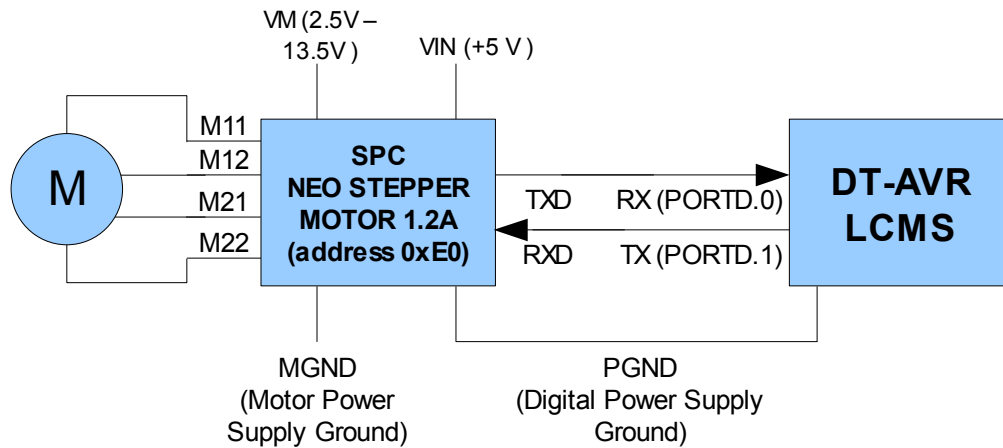 VM (2.5V –
13.5V )
VIN (+5 V)
M11
M12
M21
M22
M
SPC
NEO STEPPER
MOTOR 1.2A
(address 0xE0)
TXD RX (PORTD.0)
RXD TX (PORTD.1)
DT-AVR
LCMS
MGND
(Motor Power
Supply Ground)
PGND
(Digital Power Supply
Ground)